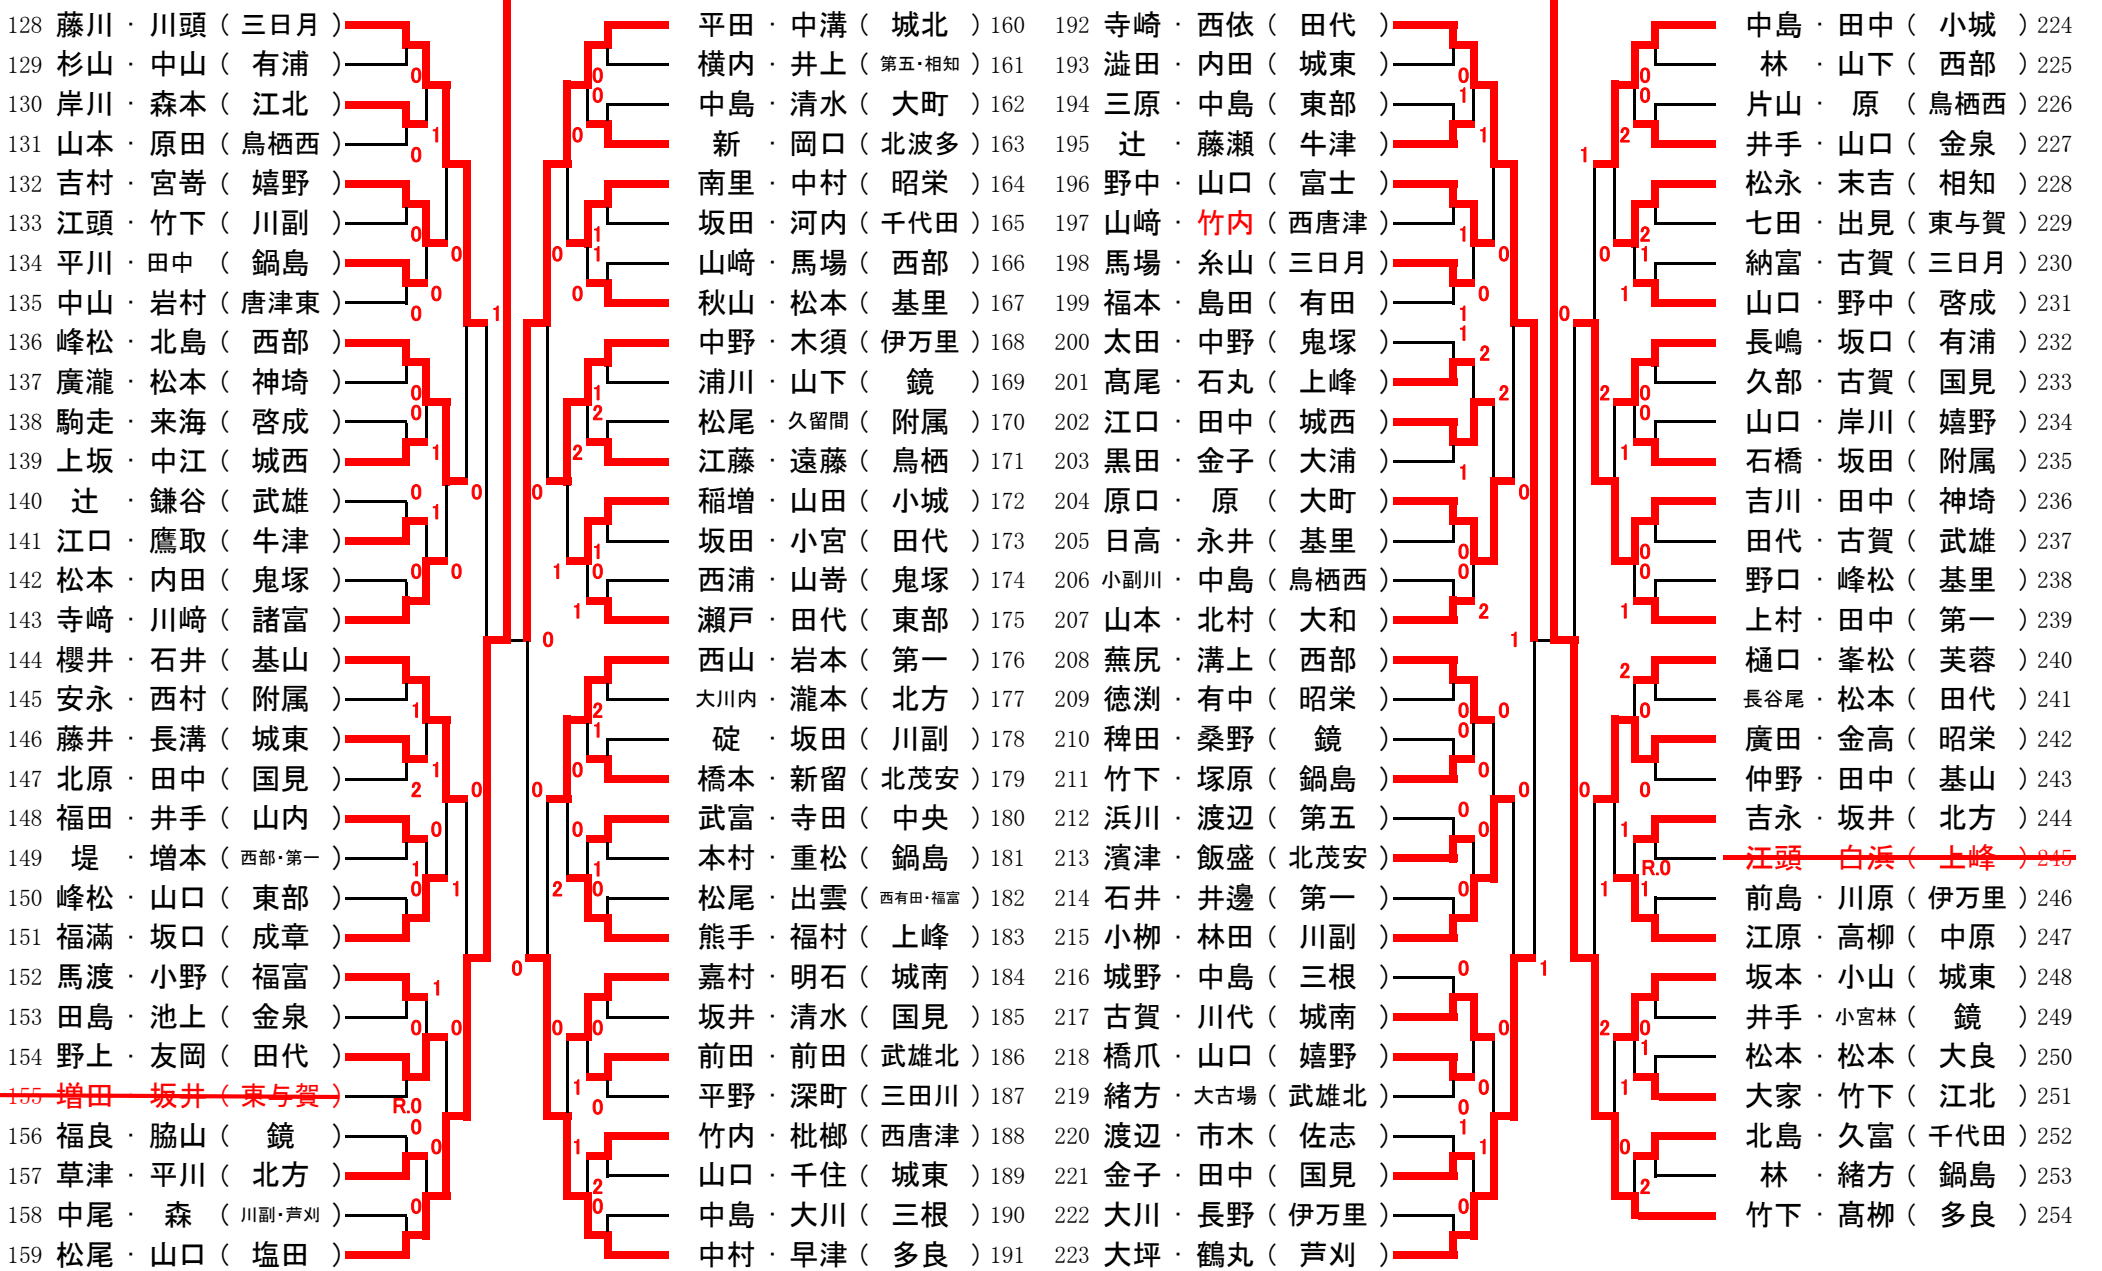 128 藤川 · 川頭 ( 三日月 )
129 杉山 · 中山 ( 有浦 )
130 岸川 · 森本 ( 江北 )
131 山本 · 原田 ( 鳥栖西 )
132 吉村 · 宮嵜 ( 嬉野 )
133 江頭 · 竹下 ( 川副 )
134 平川 · 田中 ( 鍋島 )
135 中山 · 岩村 ( 唐津東 )
136 峰松 · 北島 ( 西部 )
137 廣瀧 · 松本 ( 神埼 )
138 駒走 · 来海 ( 啓成 )
139 上坂 · 中江 ( 城西 )
140 辻 · 鎌谷 ( 武雄 )
141 江口 · 鷹取 ( 牛津 )
142 松本 · 内田 ( 鬼塚 )
143 寺﨑 · 川﨑 ( 諸富 )
144 櫻井 · 石井 ( 基山 )
145 安永 · 西村 ( 附属 )
146 藤井 · 長溝 ( 城東 )
147 北原 · 田中 ( 国見 )
148 福田 · 井手 ( 山内 )
149 堤 · 増本 ( 西部·第一 )
150 峰松 · 山口 ( 東部 )
151 福滿 · 坂口 ( 成章 )
152 馬渡 · 小野 ( 福富 )
153 田島 · 池上 ( 金泉 )
154 野上 · 友岡 ( 田代 )
155 増田 · 坂井 ( 東与賀 )
156 福良 · 脇山 ( 鏡 )
157 草津 · 平川 ( 北方 )
158 中尾 · 森 ( 川副·芦刈 )
159 松尾 · 山口 ( 塩田 )
平田 · 中溝 ( 城北 ) 160
横内 · 井上 ( 第五·相知 ) 161
中島 · 清水 ( 大町 ) 162
新 · 岡口 ( 北波多 ) 163
南里 · 中村 ( 昭栄 ) 164
坂田 · 河内 ( 千代田 ) 165
山﨑 · 馬場 ( 西部 ) 166
秋山 · 松本 ( 基里 ) 167
中野 · 木須 ( 伊万里 ) 168
浦川 · 山下 ( 鏡 ) 169
松尾 · 久留間 ( 附属 ) 170
江藤 · 遠藤 ( 鳥栖 ) 171
稲増 · 山田 ( 小城 ) 172
坂田 · 小宮 ( 田代 ) 173
西浦 · 山嵜 ( 鬼塚 ) 174
瀬戸 · 田代 ( 東部 ) 175
西山 · 岩本 ( 第一 ) 176
大川内 · 瀧本 ( 北方 ) 177
碇 · 坂田 ( 川副 ) 178
橋本 · 新留 ( 北茂安 ) 179
武富 · 寺田 ( 中央 ) 180
本村 · 重松 ( 鍋島 ) 181
松尾 · 出雲 ( 西有田·福富 ) 182
熊手 · 福村 ( 上峰 ) 183
嘉村 · 明石 ( 城南 ) 184
坂井 · 清水 ( 国見 ) 185
前田 · 前田 ( 武雄北 ) 186
平野 · 深町 ( 三田川 ) 187
竹内 · 枇榔 ( 西唐津 ) 188
山口 · 千住 ( 城東 ) 189
中島 · 大川 ( 三根 ) 190
中村 · 早津 ( 多良 ) 191
192 寺崎 · 西依 ( 田代 )
193 澁田 · 内田 ( 城東 )
194 三原 · 中島 ( 東部 )
195 辻 · 藤瀬 ( 牛津 )
196 野中 · 山口 ( 富士 )
197 山﨑 · 竹内 ( 西唐津 )
198 馬場 · 糸山 ( 三日月 )
199 福本 · 島田 ( 有田 )
200 太田 · 中野 ( 鬼塚 )
201 髙尾 · 石丸 ( 上峰 )
202 江口 · 田中 ( 城西 )
203 黒田 · 金子 ( 大浦 )
204 原口 · 原 ( 大町 )
205 日高 · 永井 ( 基里 )
206 小副川 · 中島 ( 鳥栖西 )
207 山本 · 北村 ( 大和 )
208 蕪尻 · 溝上 ( 西部 )
209 徳渕 · 有中 ( 昭栄 )
210 稗田 · 桑野 ( 鏡 )
211 竹下 · 塚原 ( 鍋島 )
212 浜川 · 渡辺 ( 第五 )
213 濱津 · 飯盛 ( 北茂安 )
214 石井 · 井邊 ( 第一 )
215 小栁 · 林田 ( 川副 )
216 城野 · 中島 ( 三根 )
217 古賀 · 川代 ( 城南 )
218 橋爪 · 山口 ( 嬉野 )
219 緒方 · 大古場 ( 武雄北 )
220 渡辺 · 市木 ( 佐志 )
221 金子 · 田中 ( 国見 )
222 大川 · 長野 ( 伊万里 )
223 大坪 · 鶴丸 ( 芦刈 )
中島 · 田中 ( 小城 ) 224
林 · 山下 ( 西部 ) 225
片山 · 原 ( 鳥栖西 ) 226
井手 · 山口 ( 金泉 ) 227
松永 · 末吉 ( 相知 ) 228
七田 · 出見 ( 東与賀 ) 229
納富 · 古賀 ( 三日月 ) 230
山口 · 野中 ( 啓成 ) 231
長嶋 · 坂口 ( 有浦 ) 232
久部 · 古賀 ( 国見 ) 233
山口 · 岸川 ( 嬉野 ) 234
石橋 · 坂田 ( 附属 ) 235
吉川 · 田中 ( 神埼 ) 236
田代 · 古賀 ( 武雄 ) 237
野口 · 峰松 ( 基里 ) 238
上村 · 田中 ( 第一 ) 239
樋口 · 峯松 ( 芙蓉 ) 240
長谷尾 · 松本 ( 田代 ) 241
廣田 · 金高 ( 昭栄 ) 242
仲野 · 田中 ( 基山 ) 243
吉永 · 坂井 ( 北方 ) 244
R.0 江頭 白浜 ( 上峰 ) 245
前島 · 川原 ( 伊万里 ) 246
江原 · 高柳 ( 中原 ) 247
坂本 · 小山 ( 城東 ) 248
井手 · 小宮林 ( 鏡 ) 249
松本 · 松本 ( 大良 ) 250
大家 · 竹下 ( 江北 ) 251
北島 · 久富 ( 千代田 ) 252
林 · 緒方 ( 鍋島 ) 253
竹下 · 髙栁 ( 多良 ) 254